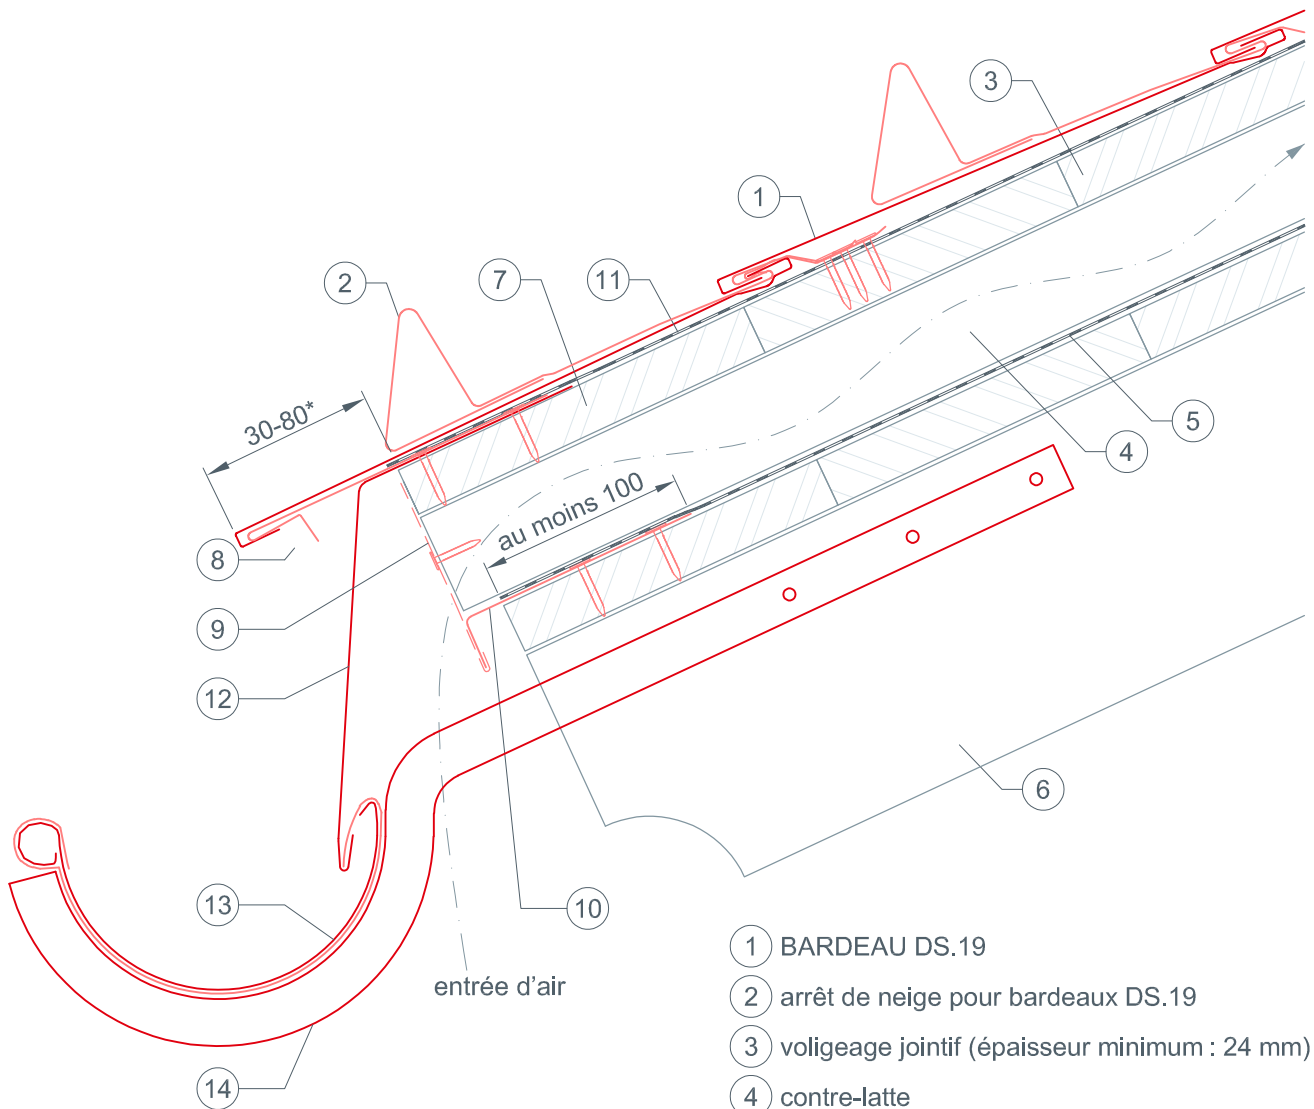 3
1
2
7
11
30-80*
5
4
au moins 100
8
9
12
6
13
10
entrée d'air
14
1 BARDEAU DS.19
2 arrêt de neige pour bardeaux DS.19
3 voligeage jointif (épaisseur minimum : 24 mm)
4 contre-latte